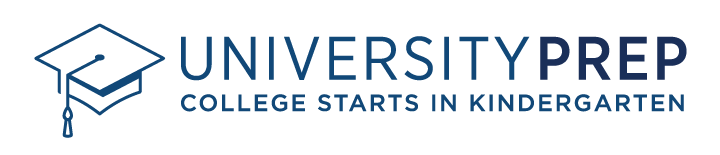 UNIVERSITYPREP
COLLEGE STARTS IN KINDERGARTEN